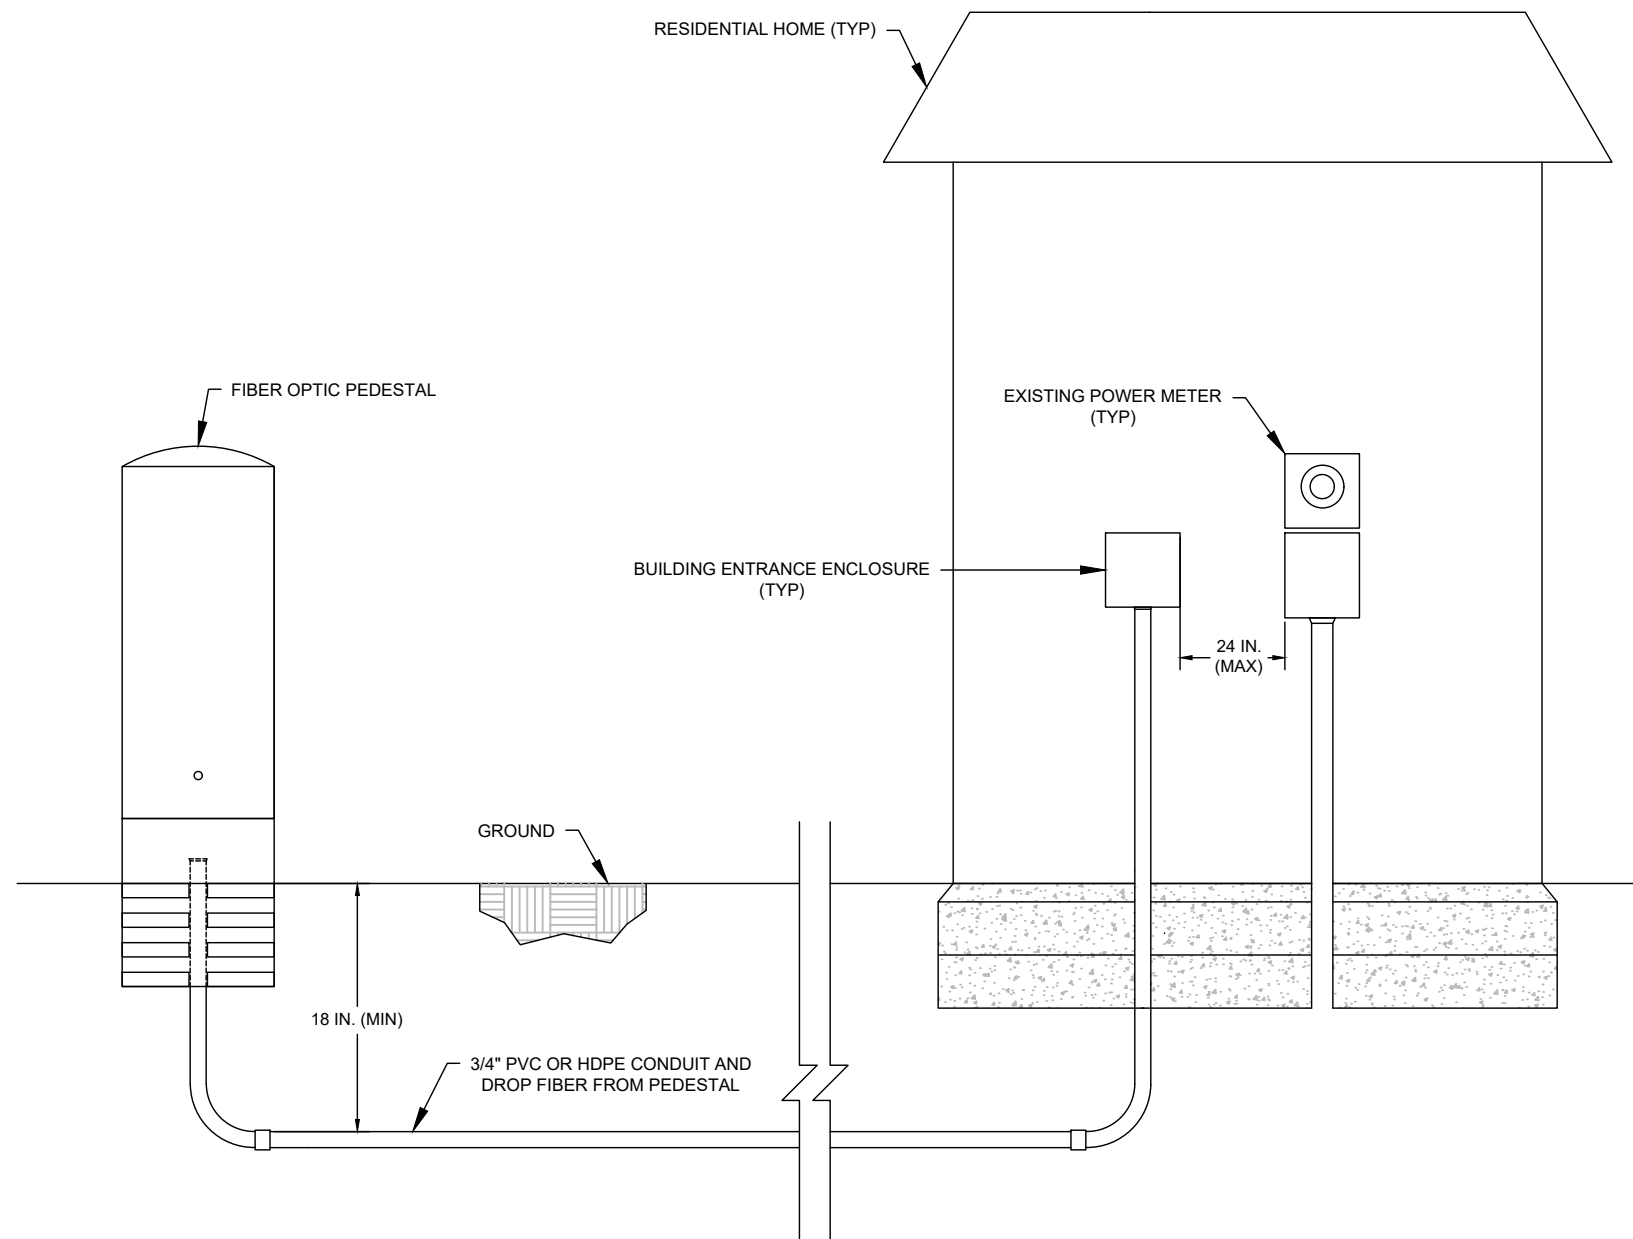 RESIDENTIAL HOME (TYP)
FIBER OPTIC PEDESTAL
EXISTING POWER METER
(TYP)
BUILDING ENTRANCE ENCLOSURE
(TYP)
24 IN.
(MAX)
GROUND
18 IN. (MIN)
3/4" PVC OR HDPE CONDUIT AND
DROP FIBER FROM PEDESTAL